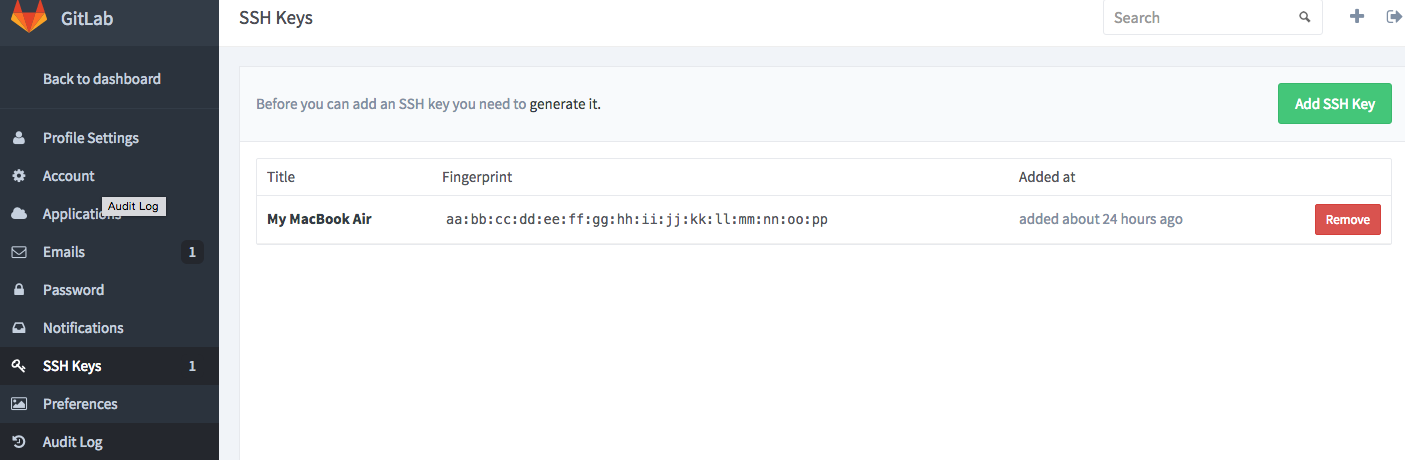 GitLab
SSH Keys
Search
Back to dashboard
Before you can add an SSH key you need to generate it.
Add SSH Key
Profile Settings
Account
Applications
Audit Log
Emails 1
Password
Notifications
SSH Keys 1
Preferences
Audit Log
Title Fingerprint Added at
My MacBook Air aa:bb:cc:dd:ee:ff:gg:hh:ii:jj:kk:ll:mm:nn:oo:pp added about 24 hours ago Remove